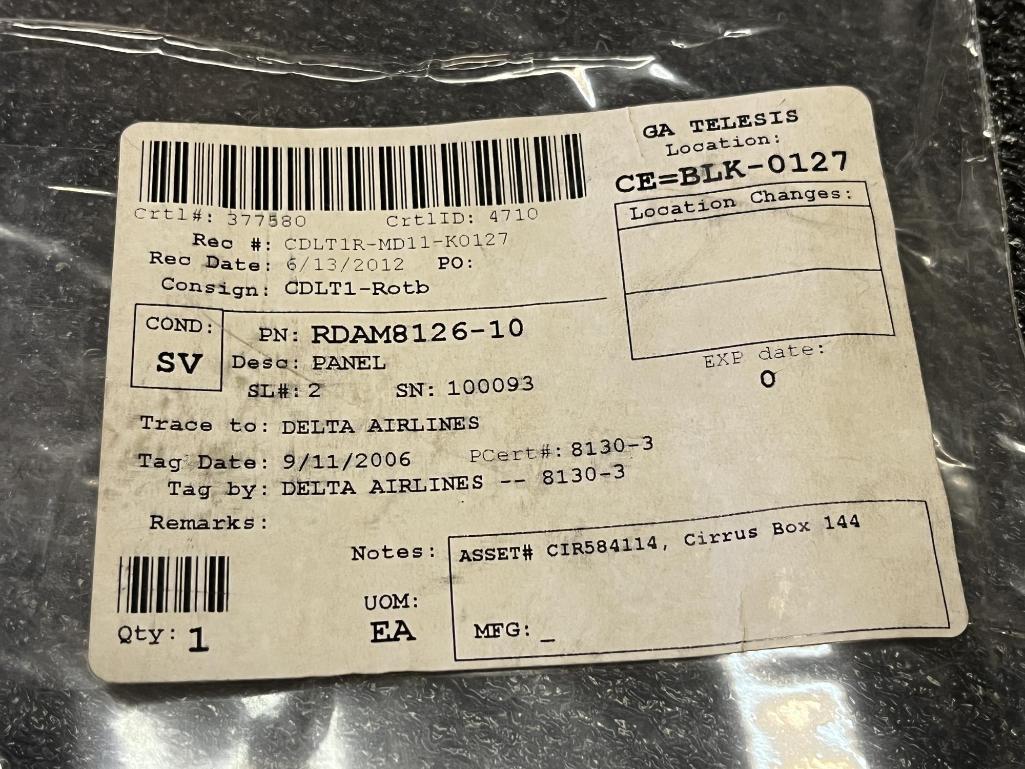 GA TELESIS
Location:
CE=BLK-0127
Location Changes:
EXP date:
0
Crtl#: 377580 CrtlID: 4710
Rec #: CDLT1R-MD11-K0127
Rec Date: 6/13/2012 PO:
Consign: CDLT1-Rotb
COND:
SV
PN: RDAM8126-10
Desc: PANEL
SL#: 2 SN: 100093
Trace to: DELTA AIRLINES
Tag Date: 9/11/2006 PCert#: 8130-3
Tag by: DELTA AIRLINES -- 8130-3
Remarks:
Notes: ASSET# CIR584114, Cirrus Box 144
UOM:
EA
MFG: _
Qty: 1